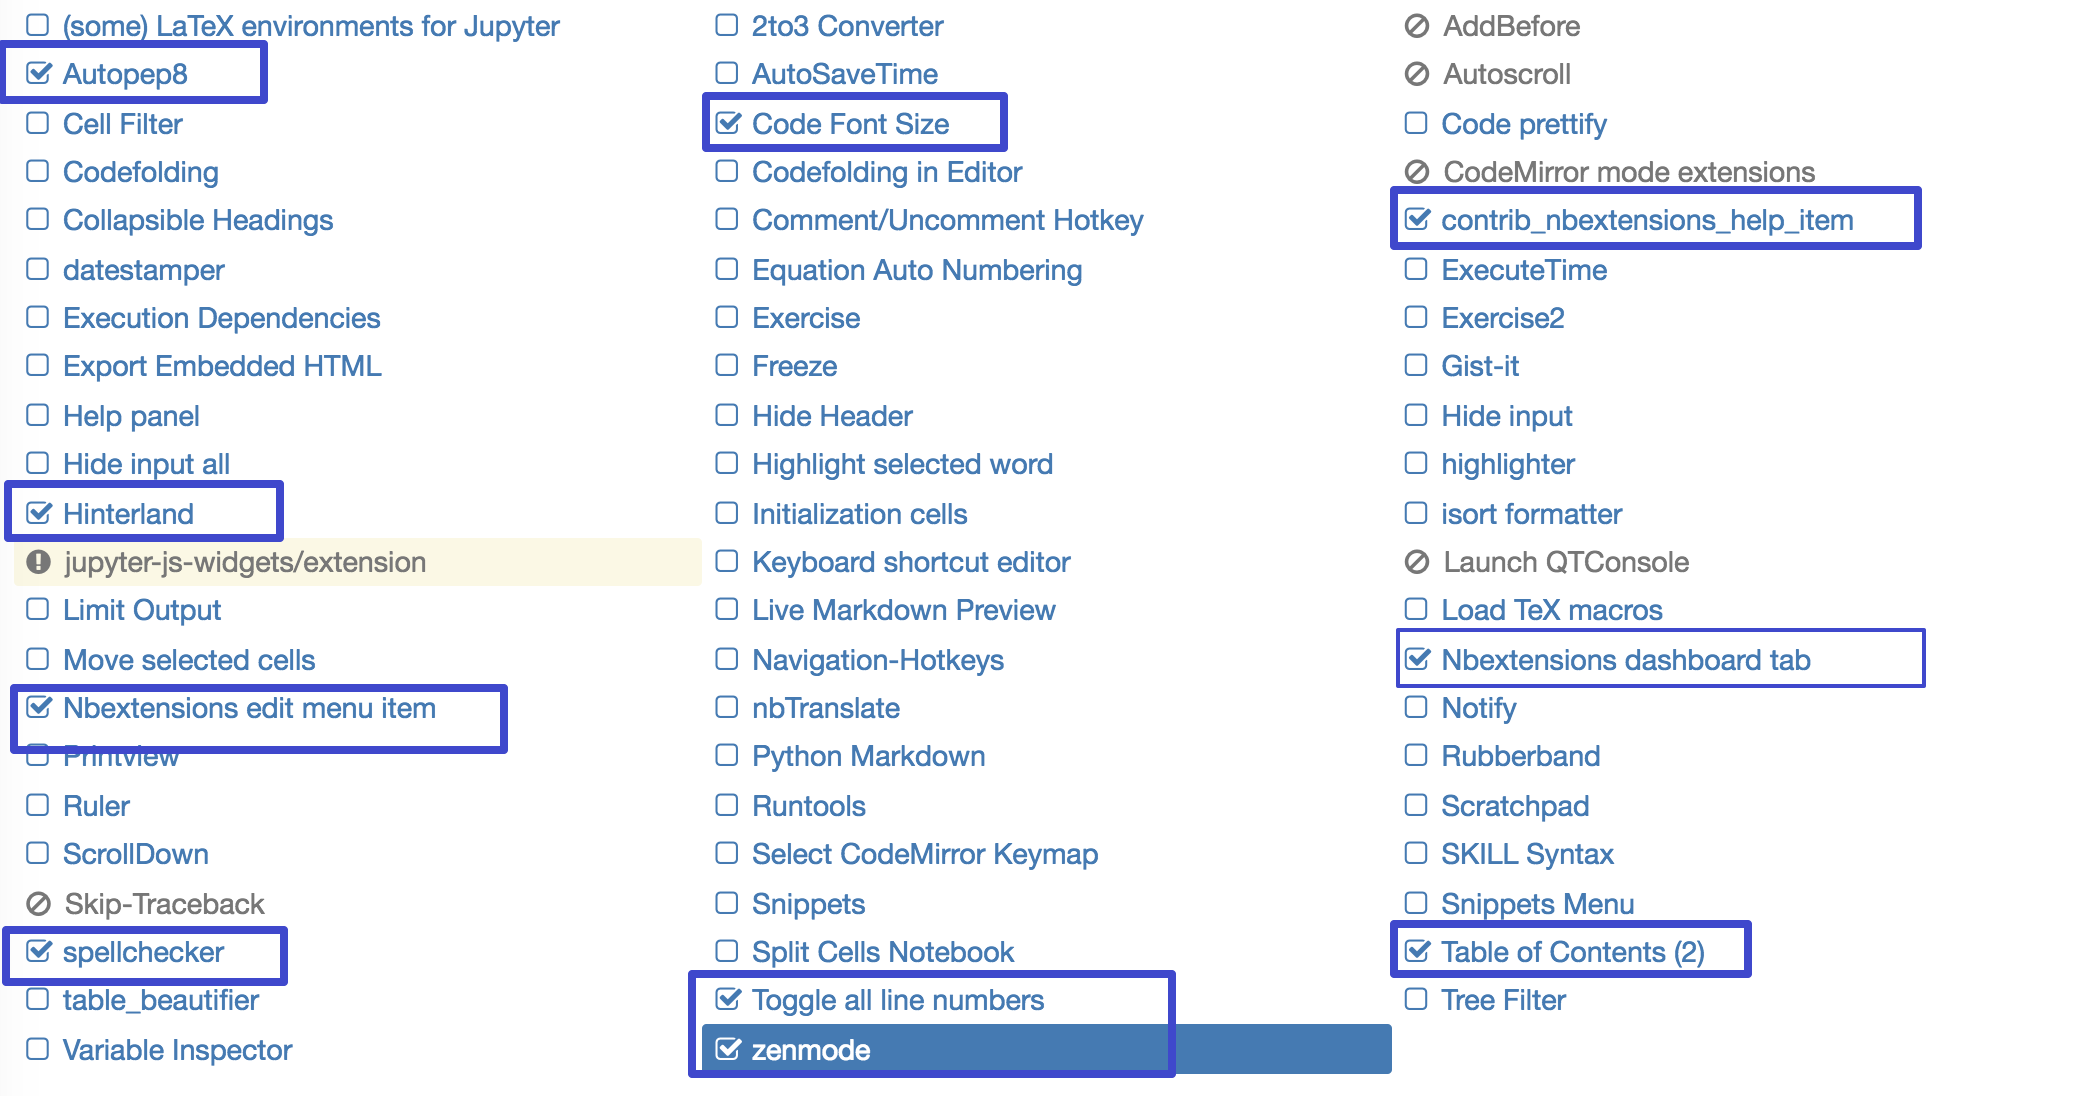 (some) LaTeX environments for Jupyter
Autopep8
Cell Filter
Codefolding
Collapsible Headings
datestamper
Execution Dependencies
Export Embedded HTML
Help panel
Hide input all
Hinterland
jupyter-js-widgets/extension
Limit Output
Move selected cells
Nbextensions edit menu item
Printview
Ruler
ScrollDown
Skip-Traceback
spellchecker
table_beautifier
Variable Inspector
2to3 Converter
AutoSaveTime
Code Font Size
Codefolding in Editor
Comment/Uncomment Hotkey
Equation Auto Numbering
Exercise
Freeze
Hide Header
Highlight selected word
Initialization cells
Keyboard shortcut editor
Live Markdown Preview
Navigation-Hotkeys
nbTranslate
Python Markdown
Runtools
Select CodeMirror Keymap
Snippets
Split Cells Notebook
Toggle all line numbers
zenmode
AddBefore
Autoscroll
Code prettify
CodeMirror mode extensions
contrib_nbextensions_help_item
ExecuteTime
Exercise2
Gist-it
Hide input
highlighter
isort formatter
Launch QTConsole
Load TeX macros
Nbextensions dashboard tab
Notify
Rubberband
Scratchpad
SKILL Syntax
Snippets Menu
Table of Contents (2)
Tree Filter